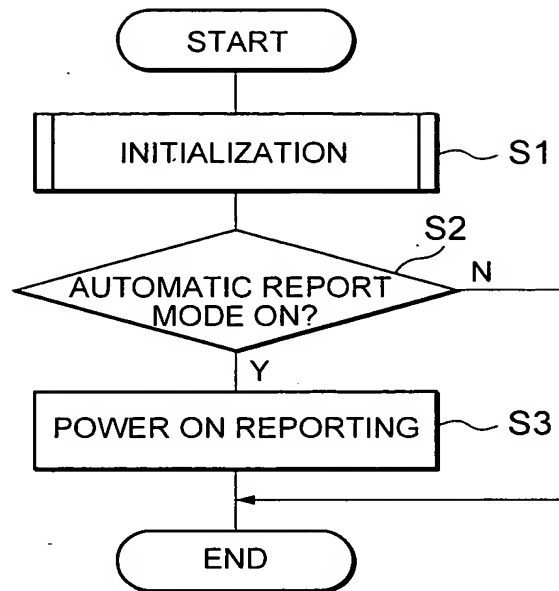 START
INITIALIZATION
S1
S2
AUTOMATIC REPORT
MODE ON?
N
Y
POWER ON REPORTING
S3
END